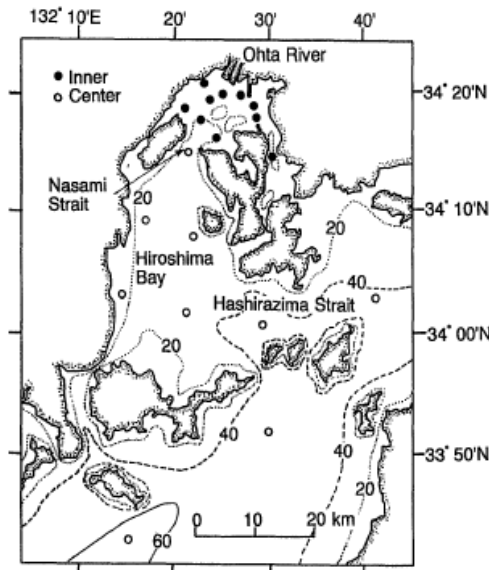 132° 10'E 20' 30' 40'
Ohta River
● Inner
○ Center
34° 20'N
Nasami
Strait
20
34° 10'
20
Hiroshima
Bay
40
Hashirazima Strait
34° 00'
20
40
40
33° 50'
20
0 10 20 km
60